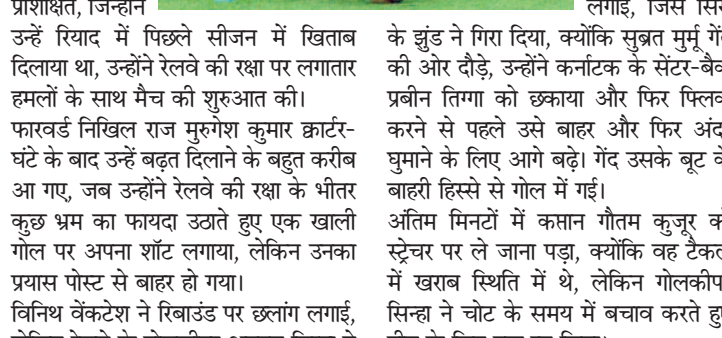 प्रशिक्षित, जिन्होंने
उन्हें रियाद में पिछले सीजन में खिताब
दिलाया था, उन्होंने रेलवे की रक्षा पर लगातार
हमलों के साथ मैच की शुरुआत की।
फारवर्ड निखिल राज मुरुगेश कुमार क्रार्टर-
घंटे के बाद उन्हें बढ़त दिलाने के बहुत करीब
आ गए, जब उन्होंने रेलवे की रक्षा के भीतर
कुछ भ्रम का फायदा उठाते हुए एक खाली
गोल पर अपना शॉट लगाया, लेकिन उनका
प्रयास पोस्ट से बाहर हो गया।
विनिथ वेंकटेश ने रिबाउंड पर छलांग लगाई,
लगाई, जिसे सिर
के झुंड ने गिरा दिया, क्योंकि सुब्रत मुर्मू
की ओर दौड़े, उन्होंने कर्नाटक के
प्रबीन तिग्गा को छकाया और फिर
करने से पहले उसे बाहर और फिर
घुमाने के लिए आगे बढ़े। गेंद उसके बूट
बाहरी हिस्से से गोल में गई।
अंतिम मिनटों में कप्तान गौतम कुजूर
स्ट्रेचर पर ले जाना पड़ा, क्योंकि वह
में खराब स्थिति में थे, लेकिन
सिन्हा ने चोट के समय में बचाव करते